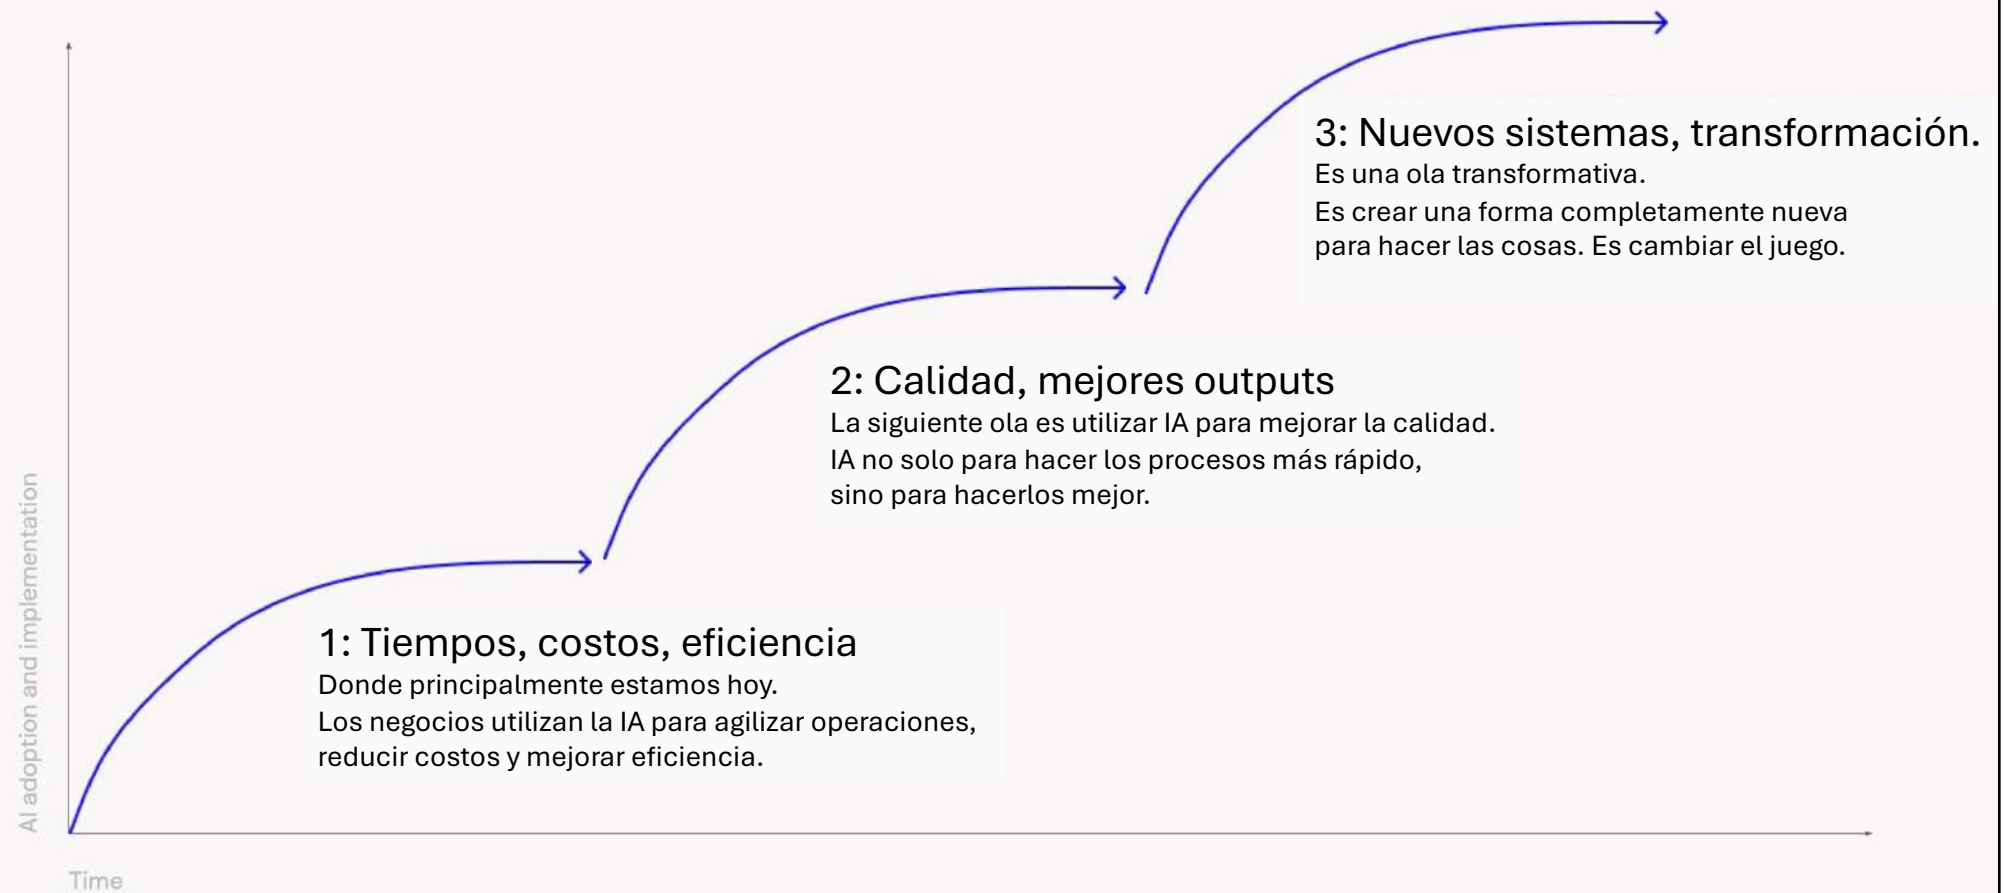 3: Nuevos sistemas, transformación.
Es una ola transformativa.
Es crear una forma completamente nueva
para hacer las cosas. Es cambiar el juego.
2: Calidad, mejores outputs
La siguiente ola es utilizar IA para mejorar la calidad.
IA no solo para hacer los procesos más rápido,
sino para hacerlos mejor.
1: Tiempos, costos, eficiencia
Donde principalmente estamos hoy.
Los negocios utilizan la IA para agilizar operaciones,
reducir costos y mejorar eficiencia.
AI adoption and implementation
Time